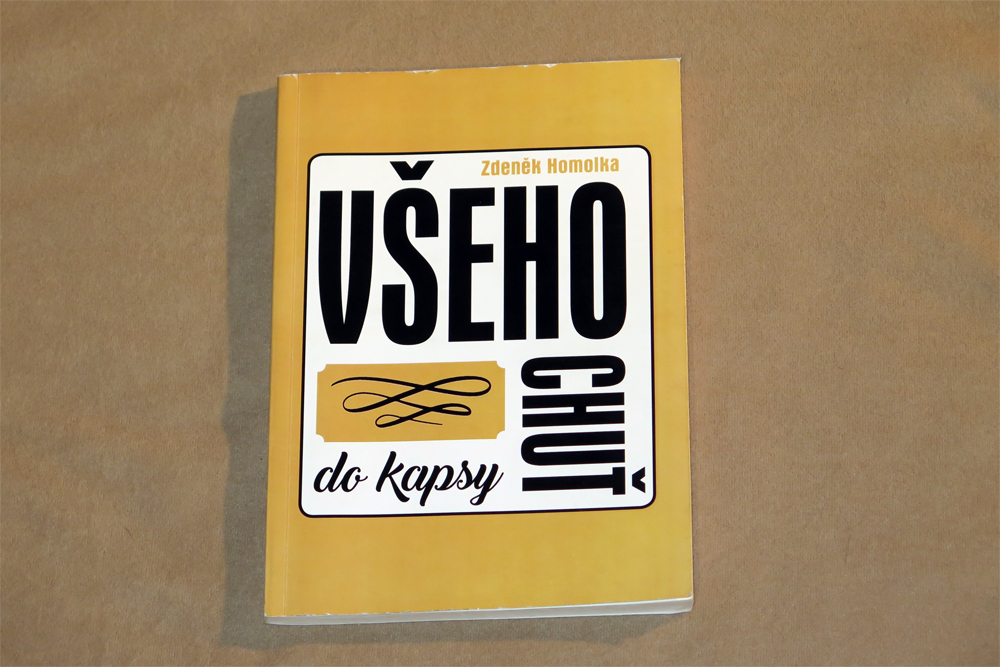 Zdeněk Homolka
VŠEHO
CHUŤ
do kapsy